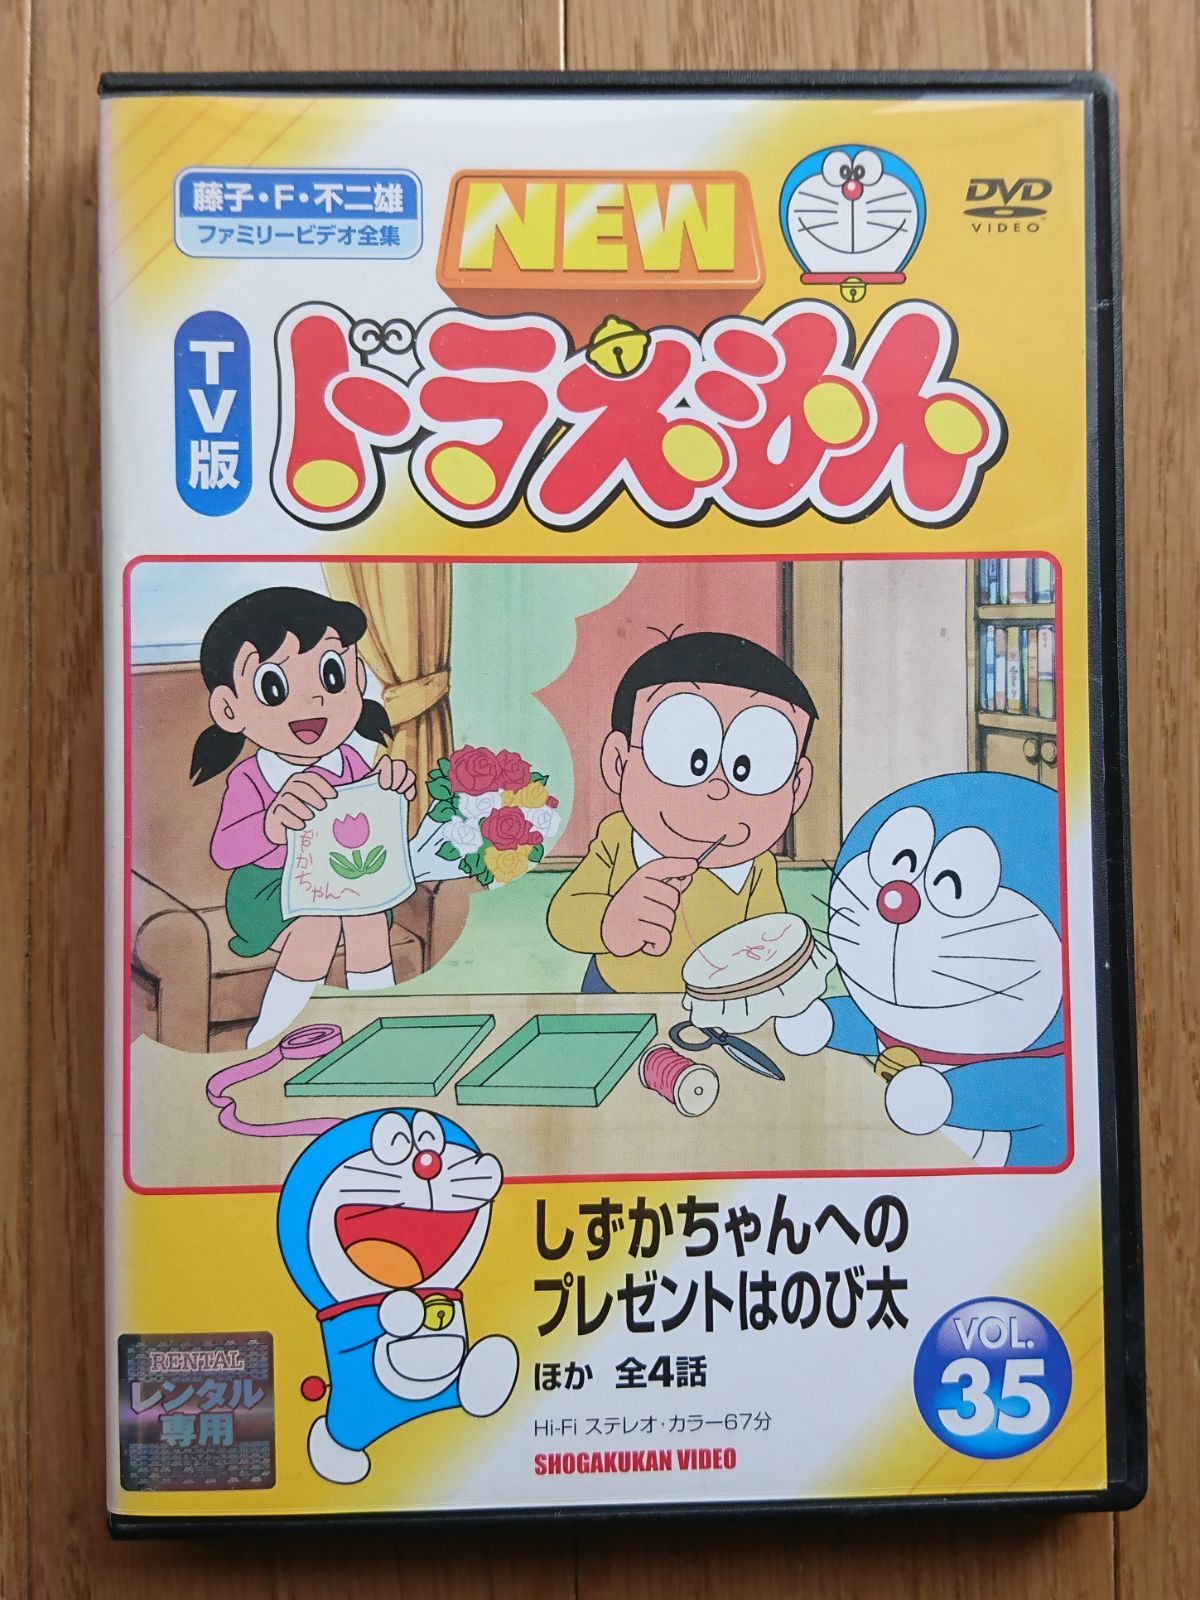 藤子・F・不二雄
ファミリービデオ全集
NEW
DVD
VIDEO
TV版
ドラえもん
ずかちゃんへ
しずかちゃんへの
プレゼントはのび太
ほか 全4話
Hi-Fi ステレオ・カラー67分
SHOGAKUKAN VIDEO
VOL.
35
RENTAL
レンタル
専用